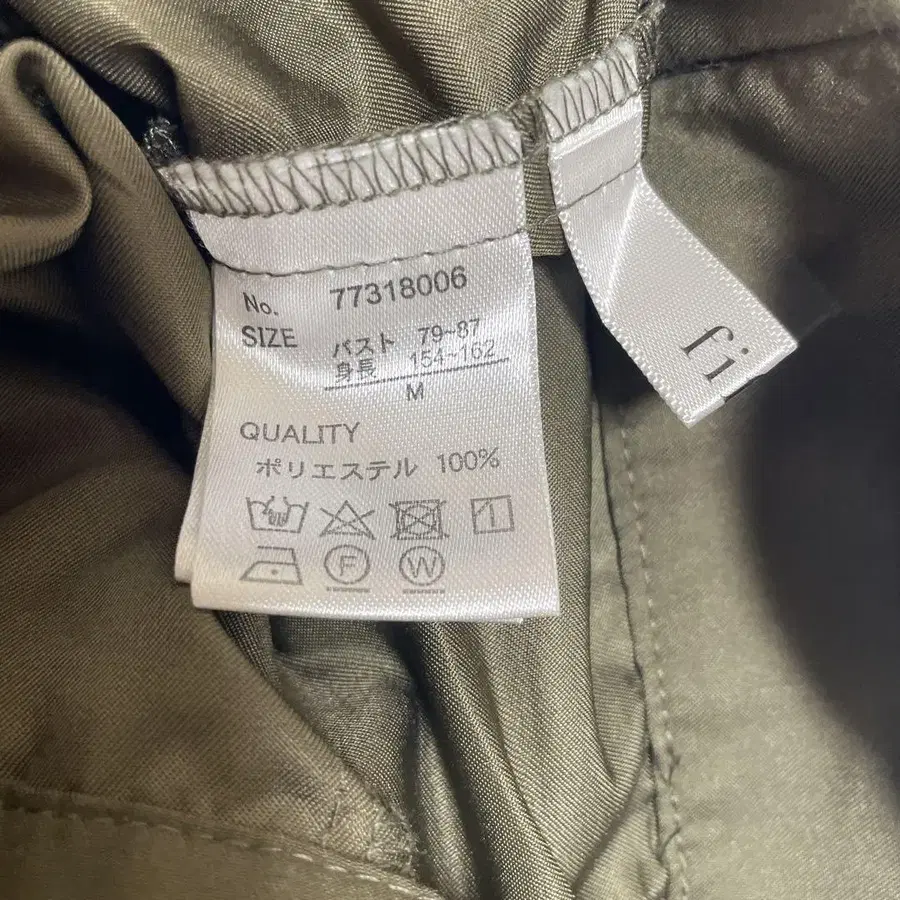 No. 77318006
SIZE バスト 79~87
身長 154~162
M
QUALITY
ポリエステル 100%
F W
fi